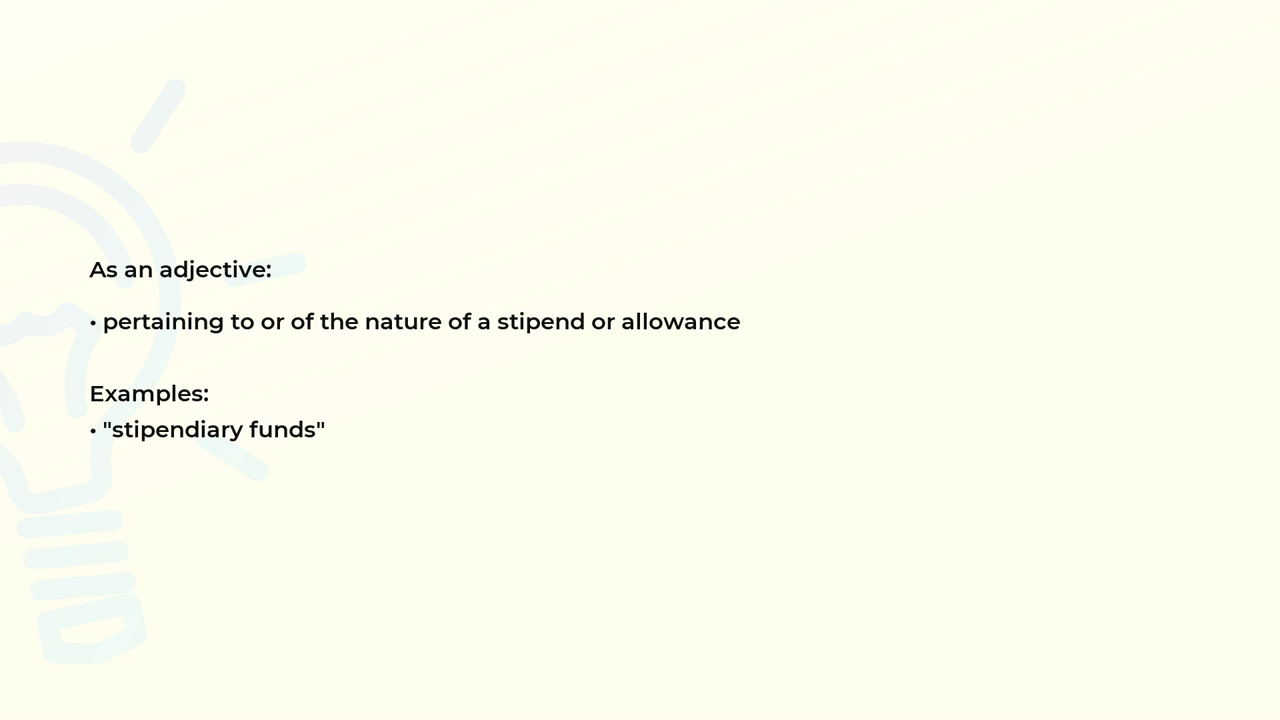 As an adjective:
• pertaining to or of the nature of a stipend or allowance
Examples:
• "stipendiary funds"